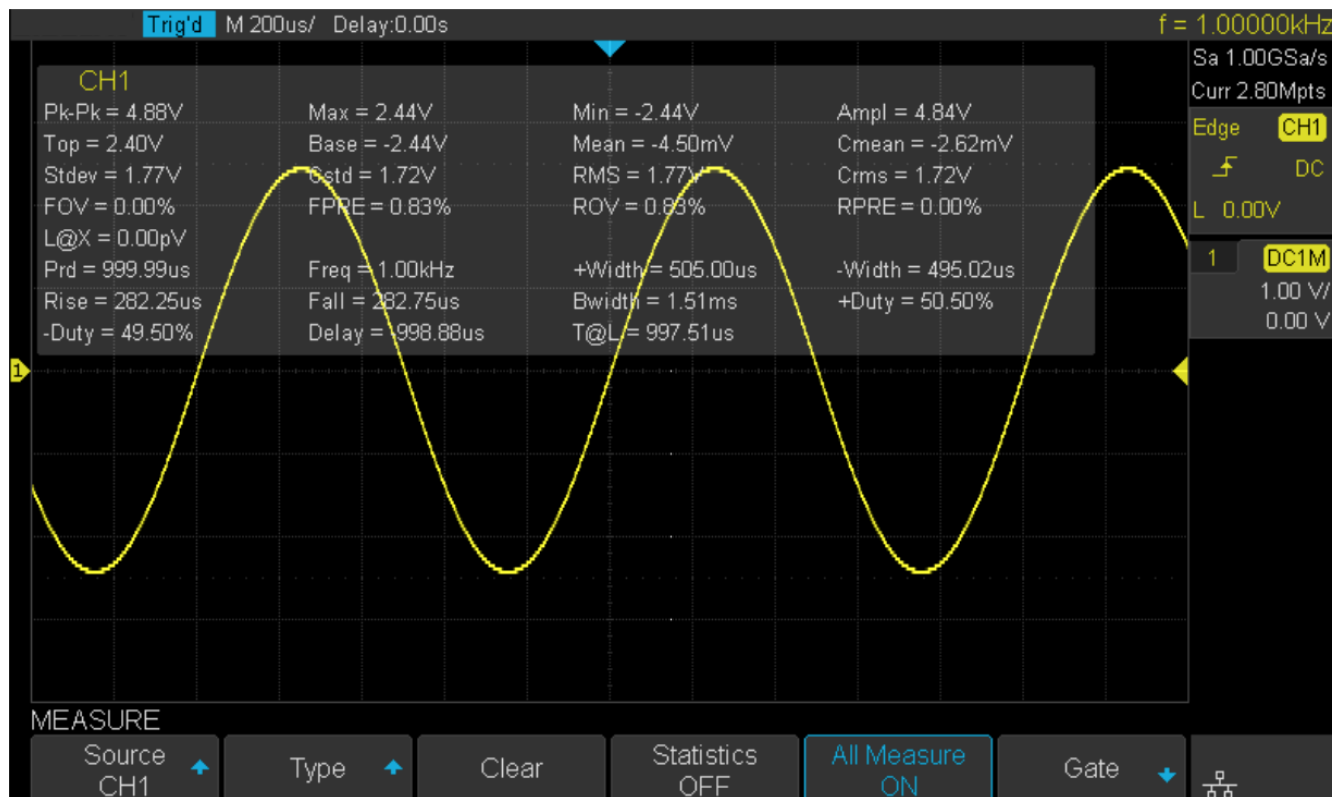 Trig'd M 200us/ Delay:0.00s f = 1.00000kHz
Sa 1.00GSa/s
Curr 2.80Mpts
Edge CH1
DC
L 0.00V
1 DC1M
1.00 V/
0.00 V
CH1
Pk-Pk = 4.88V Max = 2.44V Min = -2.44V Ampl = 4.84V
Top = 2.40V Base = -2.44V Mean = -4.50mV Cmean = -2.62mV
Stdev = 1.77V Cstd = 1.72V RMS = 1.77V Crms = 1.72V
FOV = 0.00% FPRE = 0.83% ROV = 0.83% RPRE = 0.00%
L@X = 0.00pV
Prd = 999.99us Freq = 1.00kHz +Width = 505.00us -Width = 495.02us
Rise = 282.25us Fall = 282.75us Bwidth = 1.51ms +Duty = 50.50%
-Duty = 49.50% Delay = -998.88us T@L = 997.51us
1
MEASURE
Source
CH1
Type
Clear
Statistics
OFF
All Measure
ON
Gate